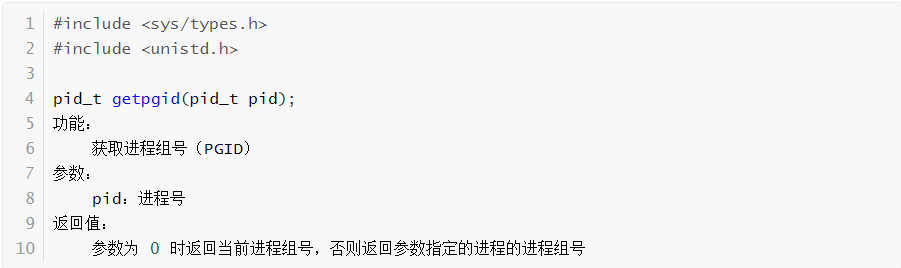 1 #include <sys/types.h>
2 #include <unistd.h>
3
4 pid_t getpgid(pid_t pid);
5 功能：
6 获取进程组号（PGID）
7 参数：
8 pid：进程号
9 返回值：
10 参数为 0 时返回当前进程组号，否则返回参数指定的进程的进程组号